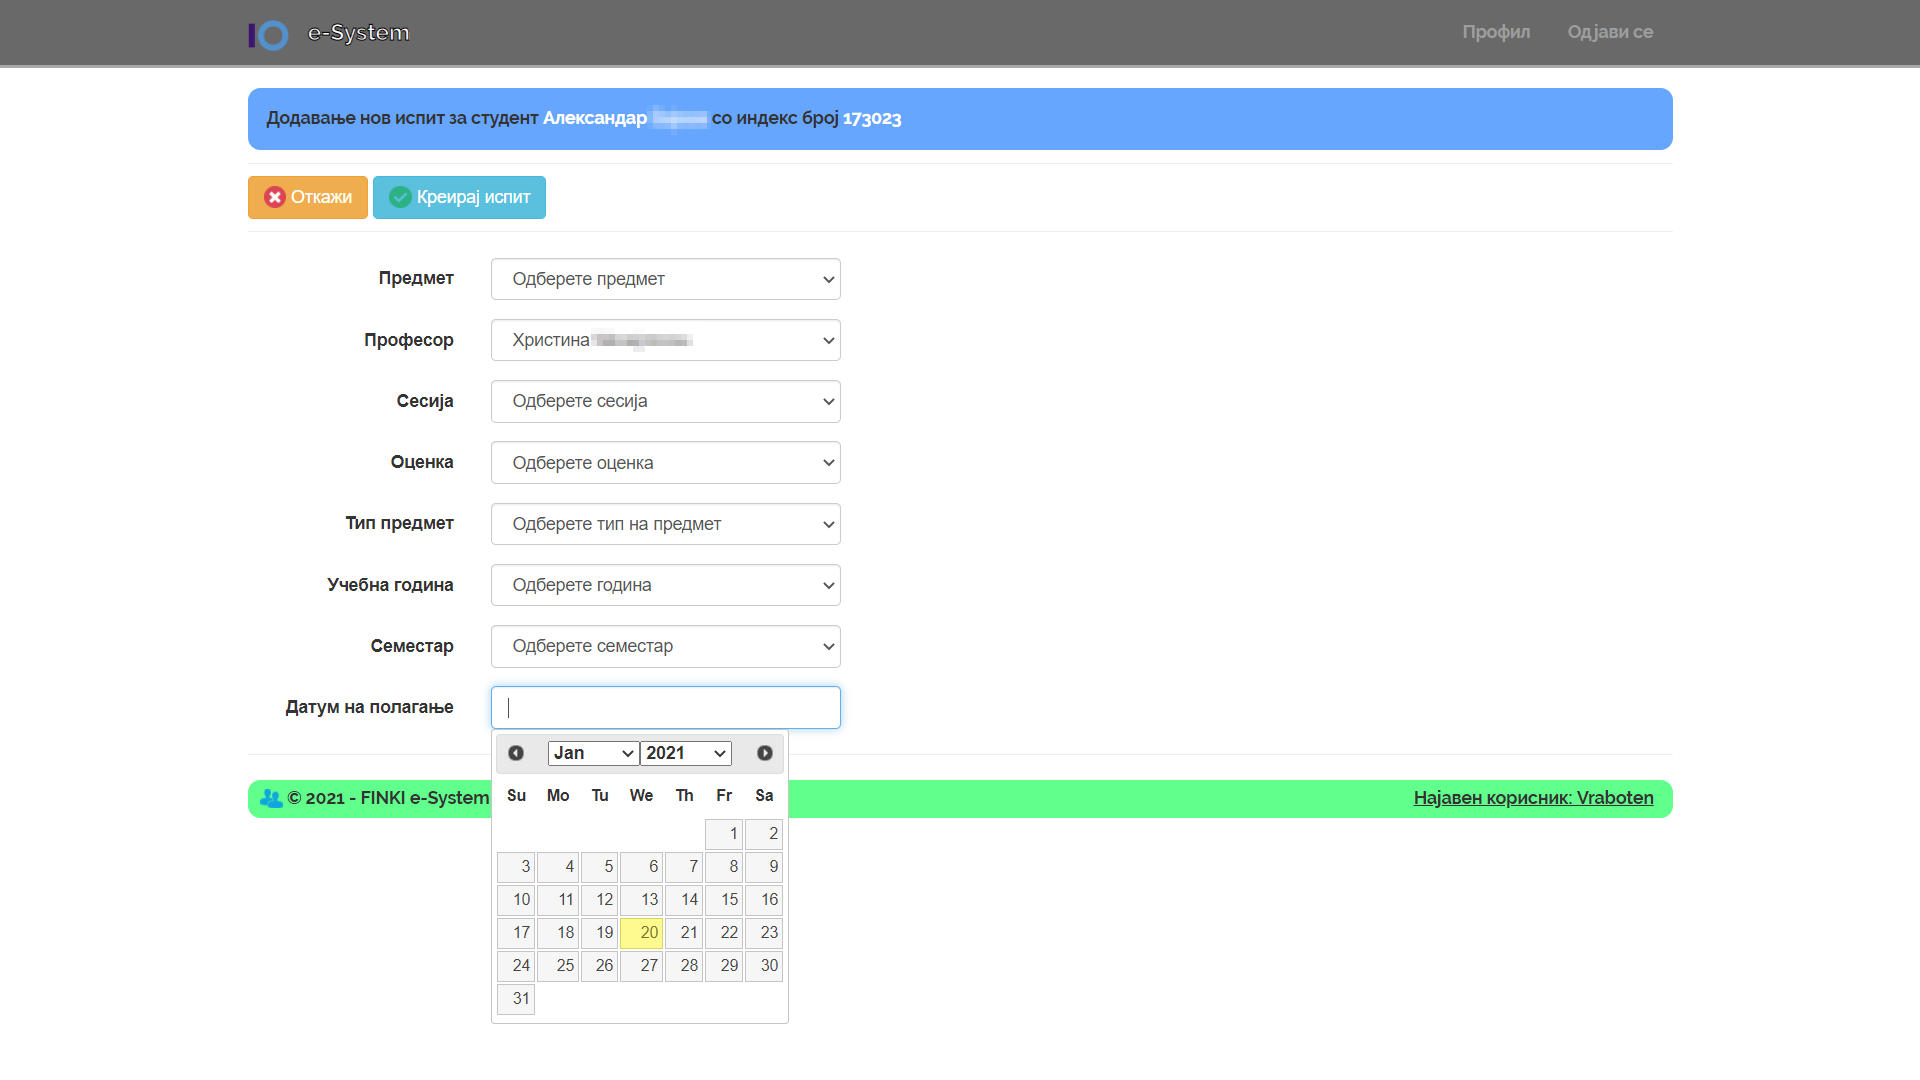 IO e-System
Профил Одјави се
Додавање нов испит за студент Александар со индекс број 173023
Откажи Креирај испит
Предмет Одберете предмет
Професор Христина
Сесија Одберете сесија
Оценка Одберете оценка
Тип предмет Одберете тип на предмет
Учебна година Одберете година
Семестар Одберете семестар
Датум на полагање
Jan 2021
Su Mo Tu We Th Fr Sa
1 2
3 4 5 6 7 8 9
10 11 12 13 14 15 16
17 18 19 20 21 22 23
24 25 26 27 28 29 30
31
© 2021 - FINKI e-System
Најавен корисник: Vraboten